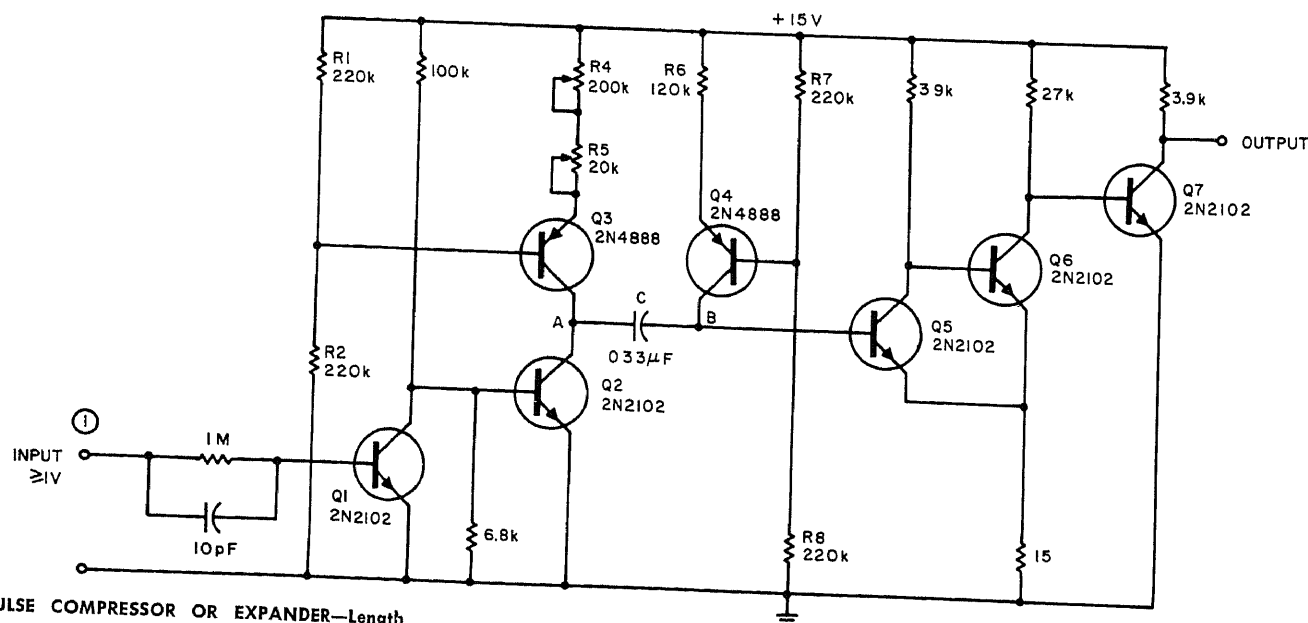 +15V
R1
220k
100k
R4
200k
R6
120k
R7
220k
39k
27k
3.9k
OUTPUT
R5
20k
Q3
2N4888
Q4
2N4888
Q7
2N2102
Q6
2N2102
A
C
B
033µF
Q5
2N2102
R2
220k
Q2
2N2102
1
INPUT
≥1V
1M
10pF
Q1
2N2102
6.8k
R8
220k
15
ULSE COMPRESSOR OR EXPANDER—Length